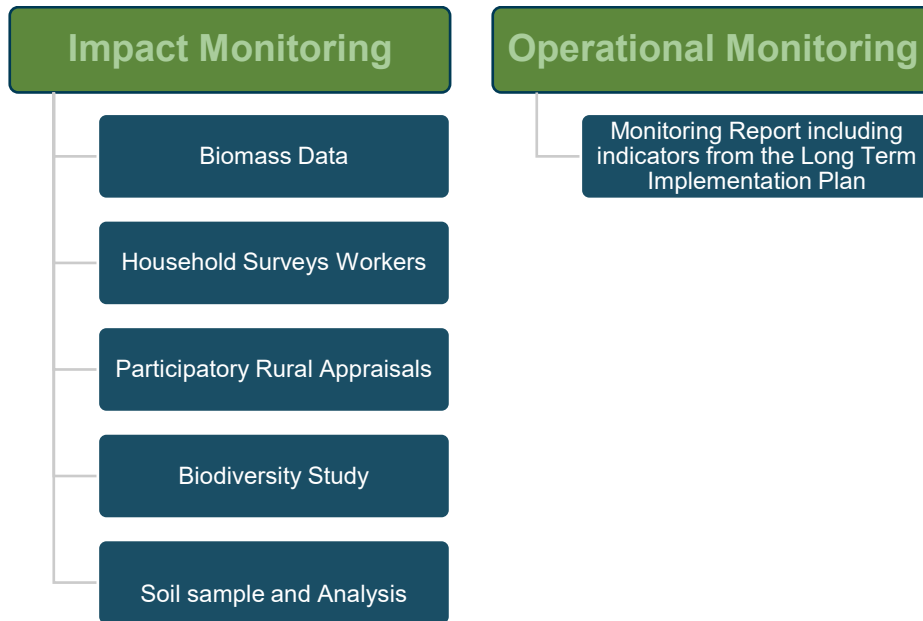 Impact Monitoring
Biomass Data
Household Surveys Workers
Participatory Rural Appraisals
Biodiversity Study
Soil sample and Analysis
Operational Monitoring
Monitoring Report including
indicators from the Long Term
Implementation Plan